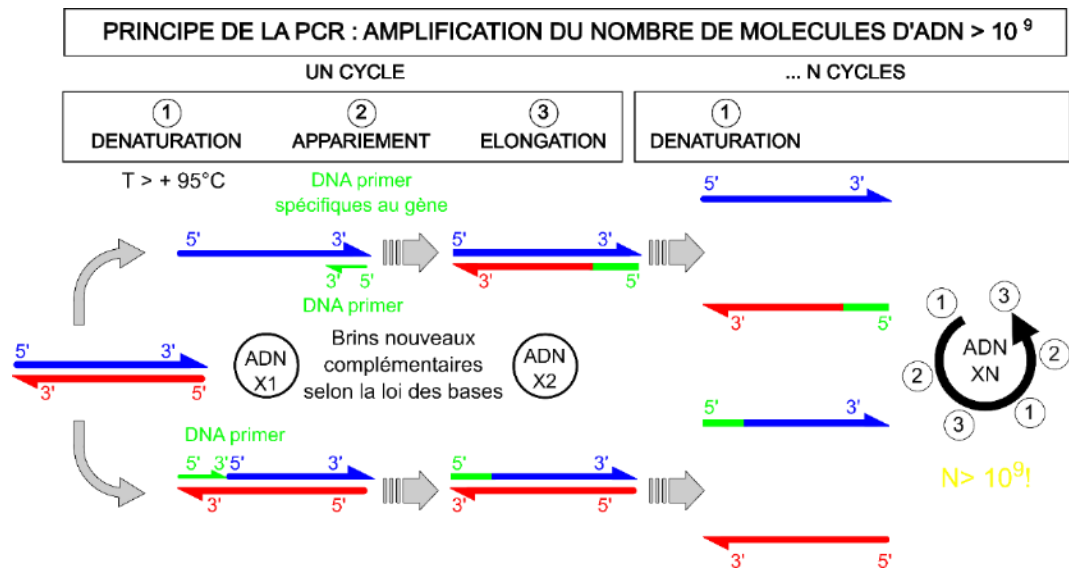 PRINCIPE DE LA PCR : AMPLIFICATION DU NOMBRE DE MOLECULES D'ADN > 10 ⁹
UN CYCLE
... N CYCLES
1
2
3
1
DENATURATION
APPARIEMENT
ELONGATION
DENATURATION
T > + 95°C
DNA primer
spécifiques au gène
5' 3'
5' 3'
5' 3'
3' 5'
3' 5'
DNA primer
3' 5'
5' 3'
3' 5'
ADN
X1
Brins nouveaux
complémentaires
selon la loi des bases
ADN
X2
1
3
2
2
3
1
ADN
XN
DNA primer
5' 3' 5' 3'
3' 5'
5' 3'
3' 5'
5' 3'
3' 5'
N> 10⁹!